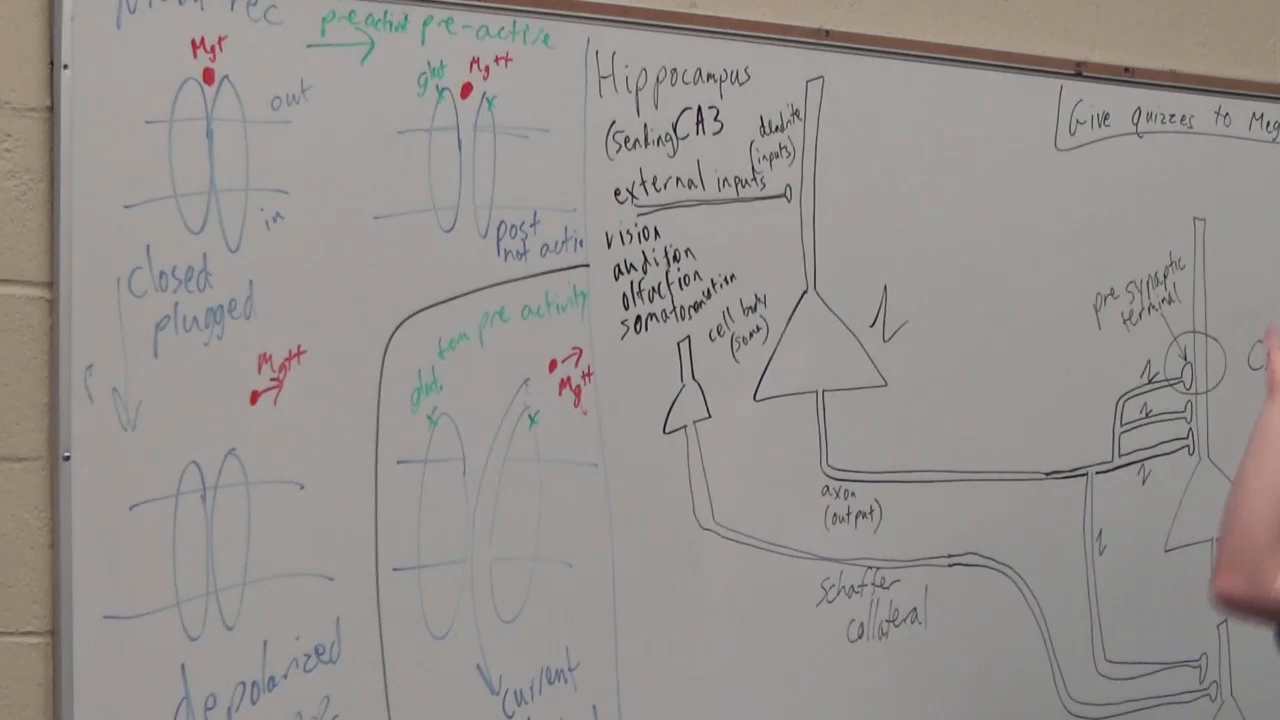 rec
pre active pre-active
Mg+
glut
Mg++
out
in
post
not active
closed
plugged
Mg++
from pre activity
glut.
Mg++
depolarized
current
Hippocampus
(sending CA3
dendrite
(inputs)
external inputs
vision
audition
olfaction
somatosensation
cell body
(soma)
axon
(output)
schaffer
collateral
Give quizzes to Meg
pre synaptic
terminal
C